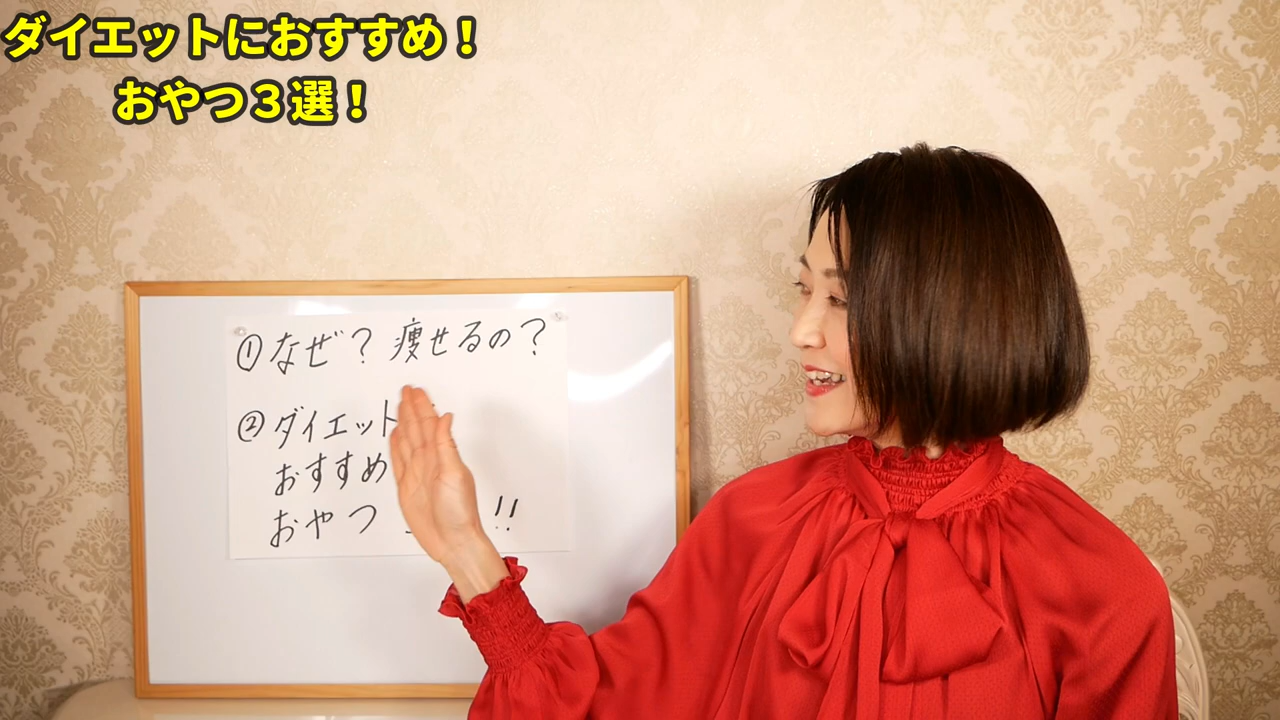 ダイエットにおすすめ！
おやつ３選！
①なぜ？痩せるの？
②ダイエット
おすすめ
おやつ !!